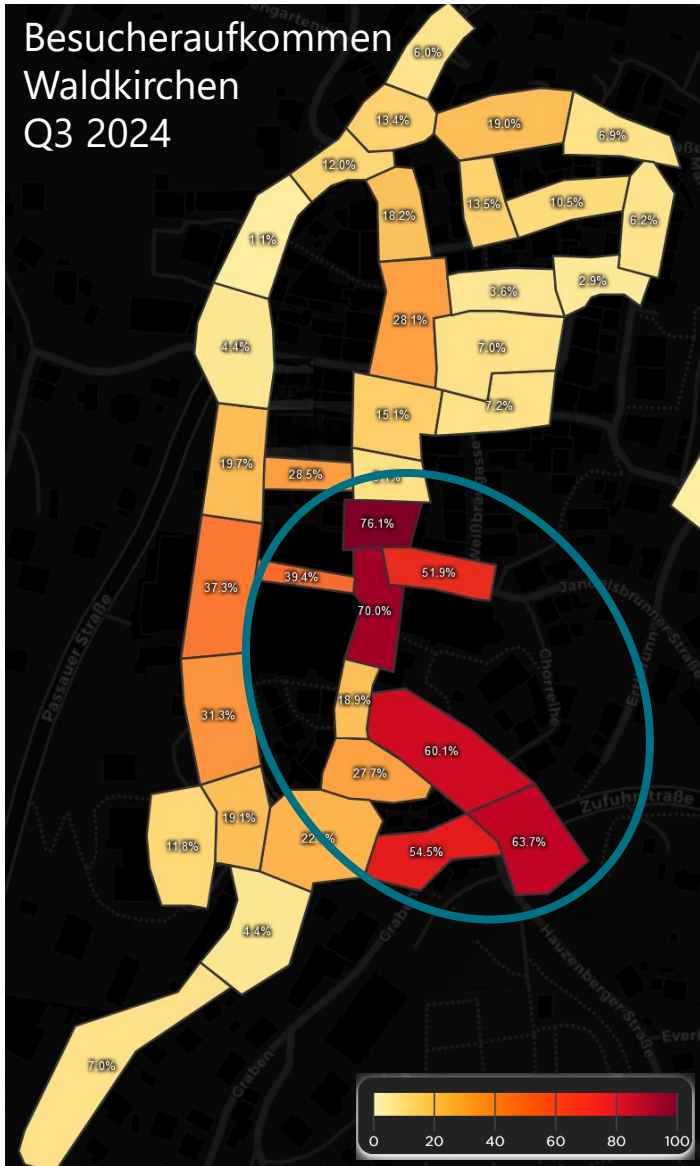 Besucheraufkommen
Waldkirchen
Q3 2024
6.0%
13.4%
19.0%
6.9%
12.0%
18.2%
13.5%
10.5%
6.2%
1.1%
3.6%
2.9%
28.1%
4.4%
7.0%
7.2%
15.1%
19.7%
28.5%
Weißbräugasse
76.1%
37.3%
39.4%
51.9%
70.0%
Jandelsbrunner Straße
Passauer Straße
Chorreihe
31.3%
18.9%
60.1%
27.7%
Zufuhrstraße
19.1%
11.8%
54.5%
63.7%
Graben
4.4%
Hauzenberger Straße
7.0%
Graben
0 20 40 60 80 100